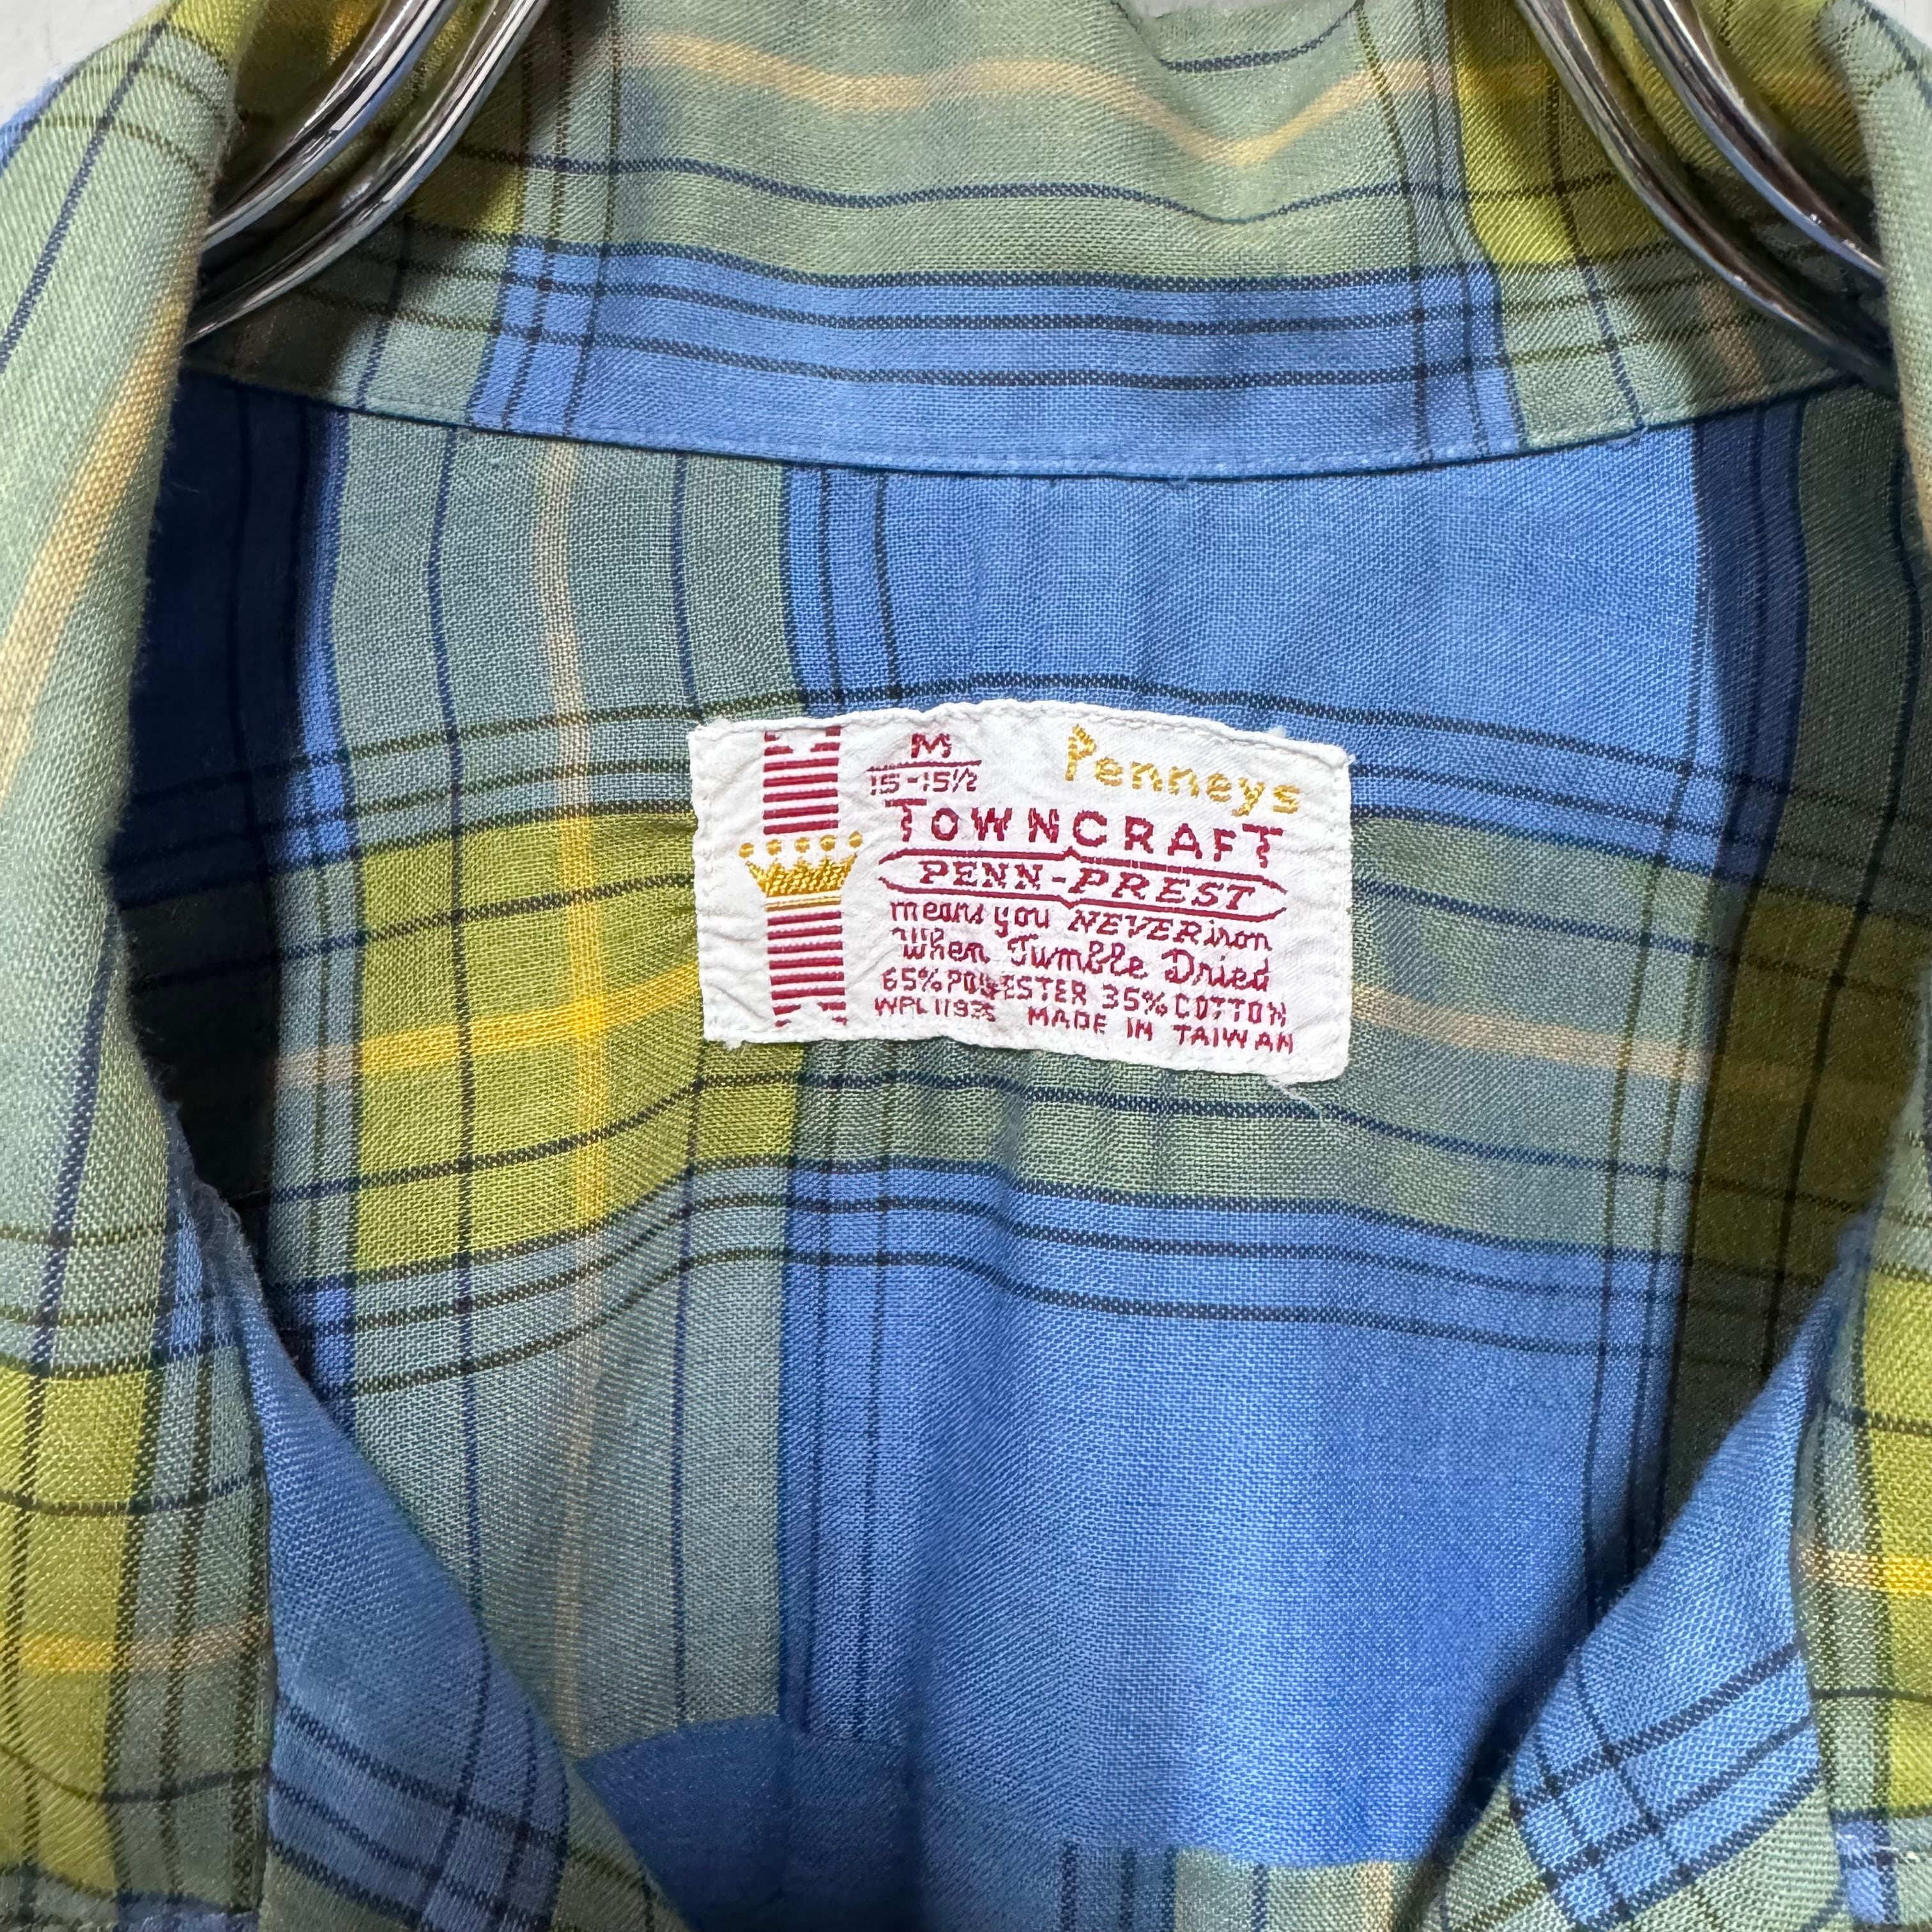 M
15-15½
Penneys
TOWNCRAFT
PENN-PREST
means you NEVER iron
when Tumble Dried
65% POLYESTER 35% COTTON
WPL 11935 MADE IN TAIWAN